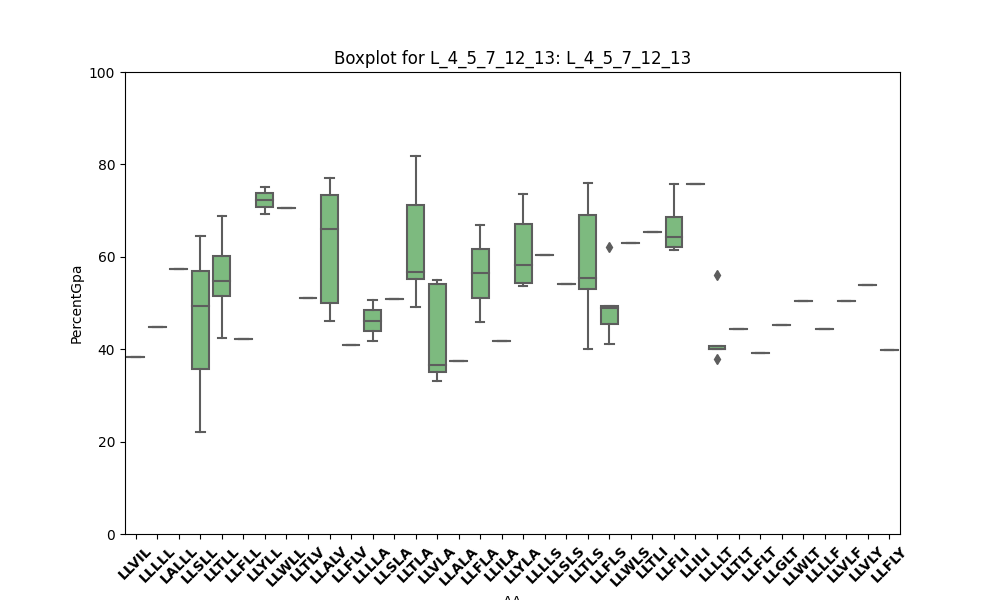 Boxplot for L_4_5_7_12_13: L_4_5_7_12_13
100
80
60
40
20
0
PercentGpa
LLVIL
LLLLL
LALLL
LLSLL
LLTLL
LLFLL
LLYLL
LLWLL
LLTLV
LLALV
LLFLV
LLLLA
LLSLA
LLTLA
LLVLA
LLALA
LLFLA
LLILA
LLYLA
LLLLS
LLSLS
LLTLS
LLFLS
LLWLS
LLTLI
LLFLI
LLILI
LLLLT
LLTLT
LLFLT
LLGLT
LLWLT
LLLLF
LLVLF
LLVLY
LLFLY
AA